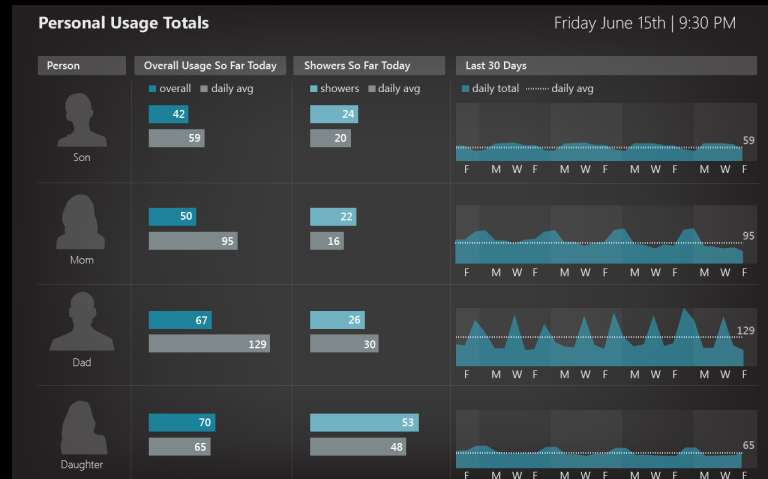 Personal Usage Totals
Friday June 15th | 9:30 PM
Person
Overall Usage So Far Today
Showers So Far Today
Last 30 Days
overall daily avg
showers daily avg
daily total daily avg
42
59
24
20
59
Son
F M W F M W F M W F M W F
50
95
22
16
95
Mom
F M W F M W F M W F M W F
67
129
26
30
129
Dad
F M W F M W F M W F M W F
70
65
53
48
65
Daughter
F M W F M W F M W F M W F